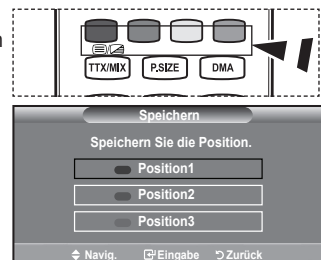 TTX/MIX P.SIZE DMA
Speichern
Speichern Sie die Position.
Position1
Position2
Position3
Navig. Eingabe Zurück